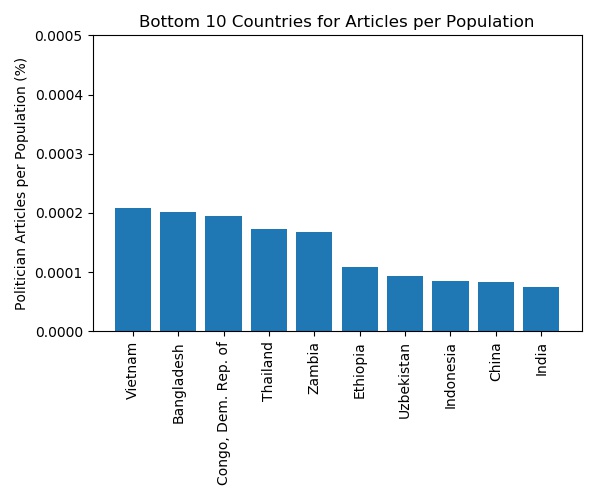 Bottom 10 Countries for Articles per Population
Politician Articles per Population (%)
0.0005
0.0004
0.0003
0.0002
0.0001
0.0000
Vietnam
Bangladesh
Congo, Dem. Rep. of
Thailand
Zambia
Ethiopia
Uzbekistan
Indonesia
China
India